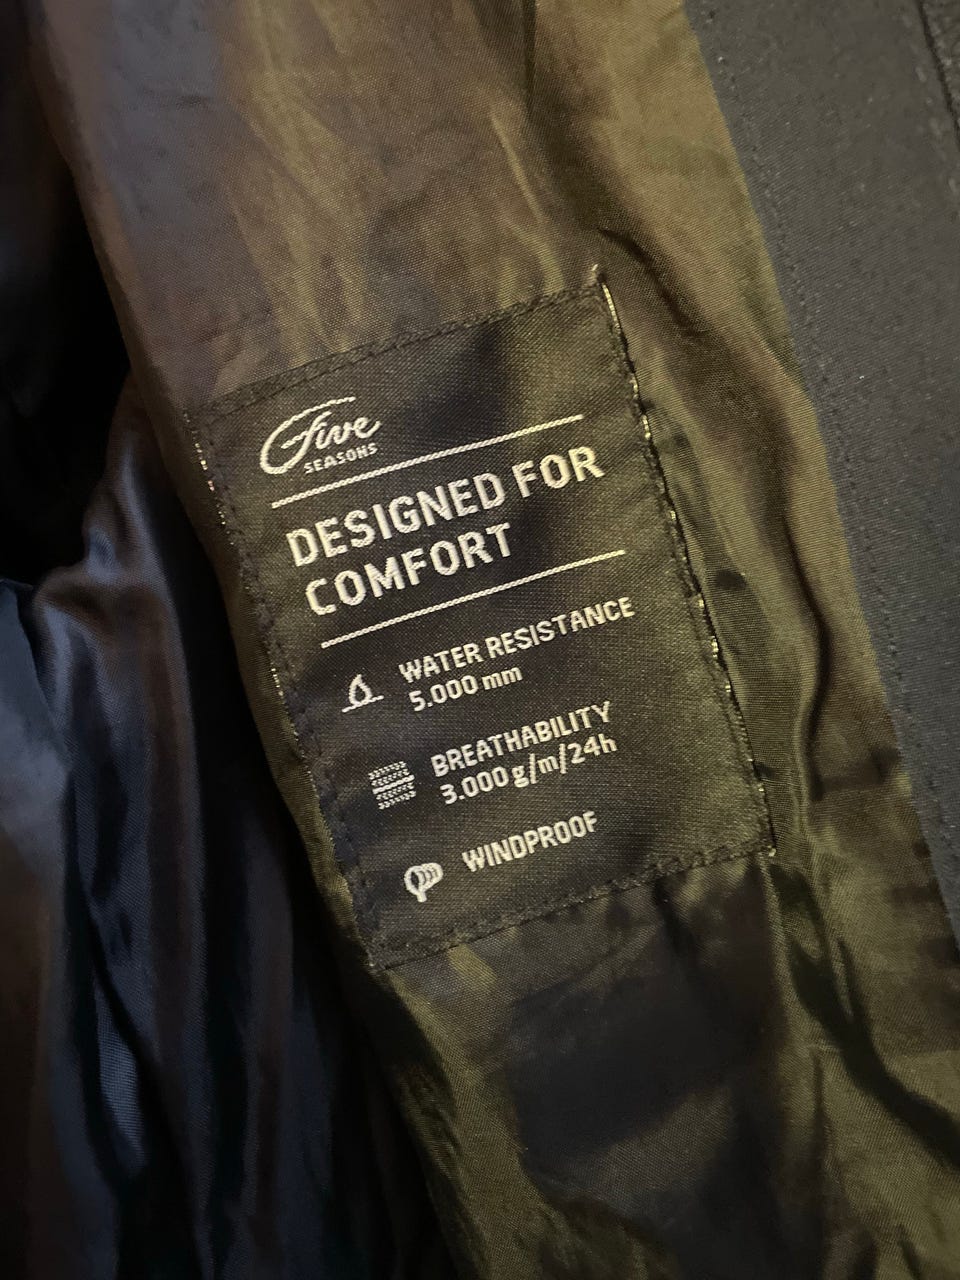 Five
SEASONS
DESIGNED FOR
COMFORT
WATER RESISTANCE
5.000 mm
BREATHABILITY
3.000 g/m/24h
WINDPROOF